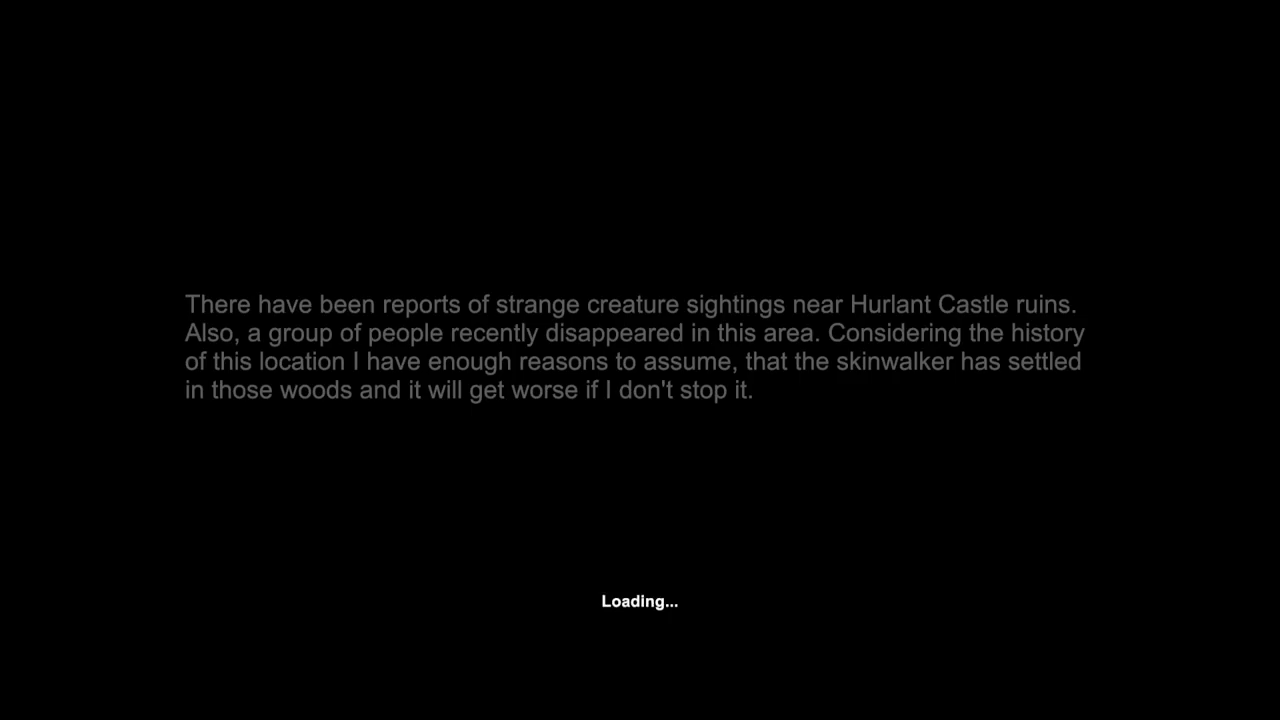 There have been reports of strange creature sightings near Hurlant Castle ruins.
Also, a group of people recently disappeared in this area. Considering the history
of this location I have enough reasons to assume, that the skinwalker has settled
in those woods and it will get worse if I don't stop it.
Loading...